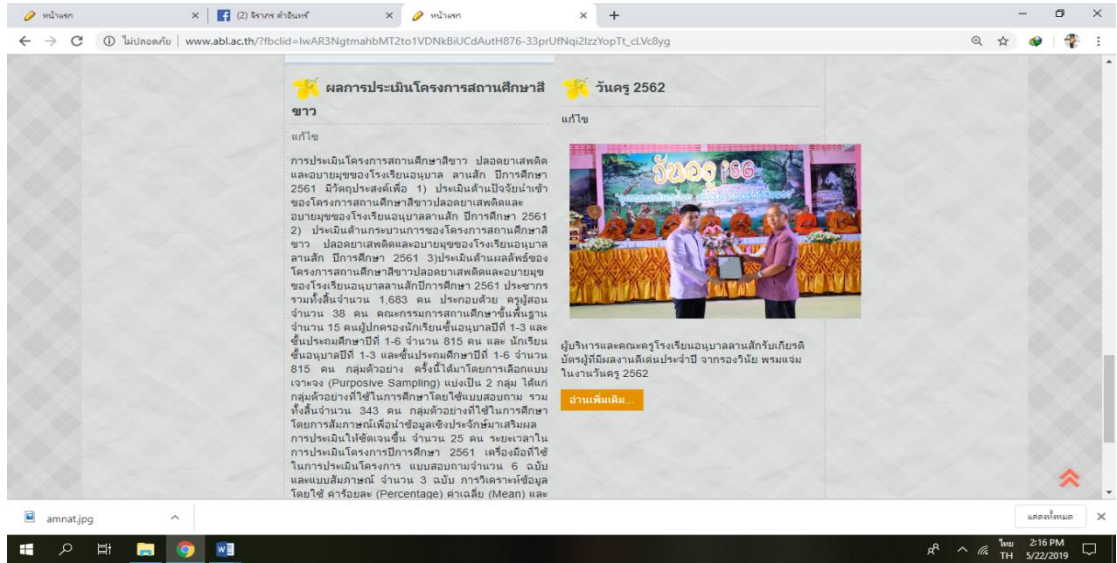 หน้าแรก
(2) จิราภร คำอินทร์
หน้าแรก
ไม่ปลอดภัย | www.abl.ac.th/?fbclid=IwAR3NgtmahbMT2to1VDNkBiUCdAutH876-33prUfNqi2IzzYopTt_cLVc8yg
ผลการประเมินโครงการสถานศึกษาสี
ขาว
แก้ไข
การประเมินโครงการสถานศึกษาสีขาว ปลอดยาเสพติด
และอบายมุขของโรงเรียนอนุบาล ลานสัก ปีการศึกษา
2561 มีวัตถุประสงค์เพื่อ 1) ประเมินด้านปัจจัยนำเข้า
ของโครงการสถานศึกษาสีขาวปลอดยาเสพติดและ
อบายมุขของโรงเรียนอนุบาลลานสัก ปีการศึกษา 2561
2) ประเมินด้านกระบวนการของโครงการสถานศึกษาสี
ขาว ปลอดยาเสพติดและอบายมุขของโรงเรียนอนุบาล
ลานสัก ปีการศึกษา 2561 3)ประเมินด้านผลลัพธ์ของ
โครงการสถานศึกษาสีขาวปลอดยาเสพติดและอบายมุข
ของโรงเรียนอนุบาลลานสักปีการศึกษา 2561 ประชากร
รวมทั้งสิ้นจำนวน 1,683 คน ประกอบด้วย ครูผู้สอน
จำนวน 38 คน คณะกรรมการสถานศึกษาขั้นพื้นฐาน
จำนวน 15 คนผู้ปกครองนักเรียนชั้นอนุบาลปีที่ 1-3 และ
ชั้นประถมศึกษาปีที่ 1-6 จำนวน 815 คน และ นักเรียน
ชั้นอนุบาลปีที่ 1-3 และชั้นประถมศึกษาปีที่ 1-6 จำนวน
815 คน กลุ่มตัวอย่าง ครั้งนี้ได้มาโดยการเลือกแบบ
เจาะจง (Purposive Sampling) แบ่งเป็น 2 กลุ่ม ได้แก่
กลุ่มตัวอย่างที่ใช้ในการศึกษาโดยใช้แบบสอบถาม รวม
ทั้งสิ้นจำนวน 343 คน กลุ่มตัวอย่างที่ใช้ในการศึกษา
โดยการสัมภาษณ์เพื่อนำข้อมูลเชิงประจักษ์มาเสริมผล
การประเมินให้ชัดเจนขึ้น จำนวน 25 คน ระยะเวลาใน
การประเมินโครงการปีการศึกษา 2561 เครื่องมือที่ใช้
ในการประเมินโครงการ แบบสอบถามจำนวน 6 ฉบับ
และแบบสัมภาษณ์ จำนวน 3 ฉบับ การวิเคราะห์ข้อมูล
โดยใช้ ค่าร้อยละ (Percentage) ค่าเฉลี่ย (Mean) และ
วันครู 2562
แก้ไข
วันครู '62
ผู้บริหารและคณะครูโรงเรียนอนุบาลลานสักรับเกียรติ
บัตรผู้ที่มีผลงานดีเด่นประจำปี จากรองวินัย พรมแจ่ม
ในงานวันครู 2562
อ่านเพิ่มเติม...
amnat.jpg
แสดงทั้งหมด
ไทย
TH
2:16 PM
5/22/2019